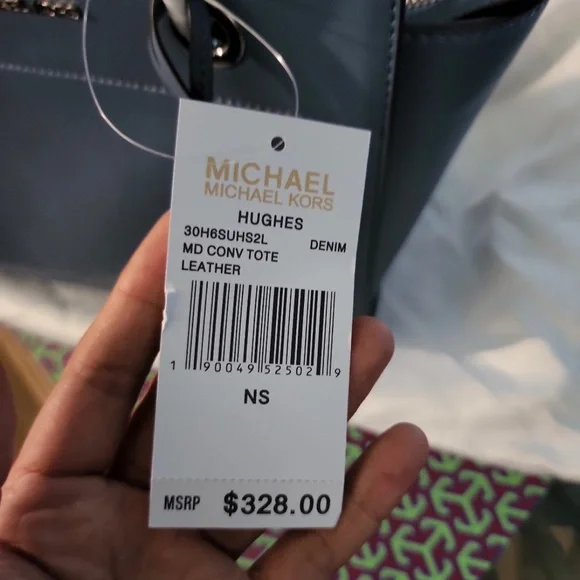 MICHAEL
MICHAEL KORS
HUGHES
30H6SUHS2L DENIM
MD CONV TOTE
LEATHER
1 90049 52502 9
NS
MSRP $328.00